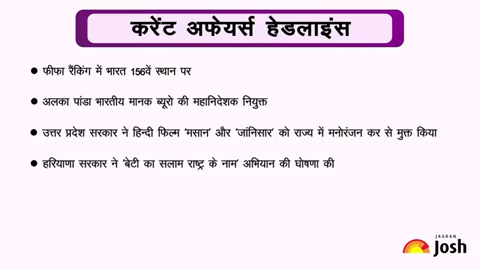 करेंट अफेयर्स हेडलाइंस
● फीफा रैंकिंग में भारत 156वें स्थान पर
● अलका पांडा भारतीय मानक ब्यूरो की महानिदेशक नियुक्त
● उत्तर प्रदेश सरकार ने हिन्दी फिल्म 'मसान' और 'जांनिसार' को राज्य में मनोरंजन कर से मुक्त किया
● हरियाणा सरकार ने 'बेटी का सलाम राष्ट्र के नाम' अभियान की घोषणा की
JAGRAN
Josh